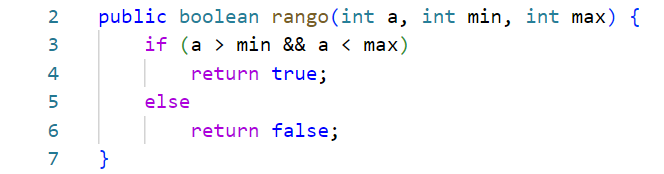 2 public boolean rango(int a, int min, int max) {
3 if (a > min && a < max)
4 return true;
5 else
6 return false;
7 }